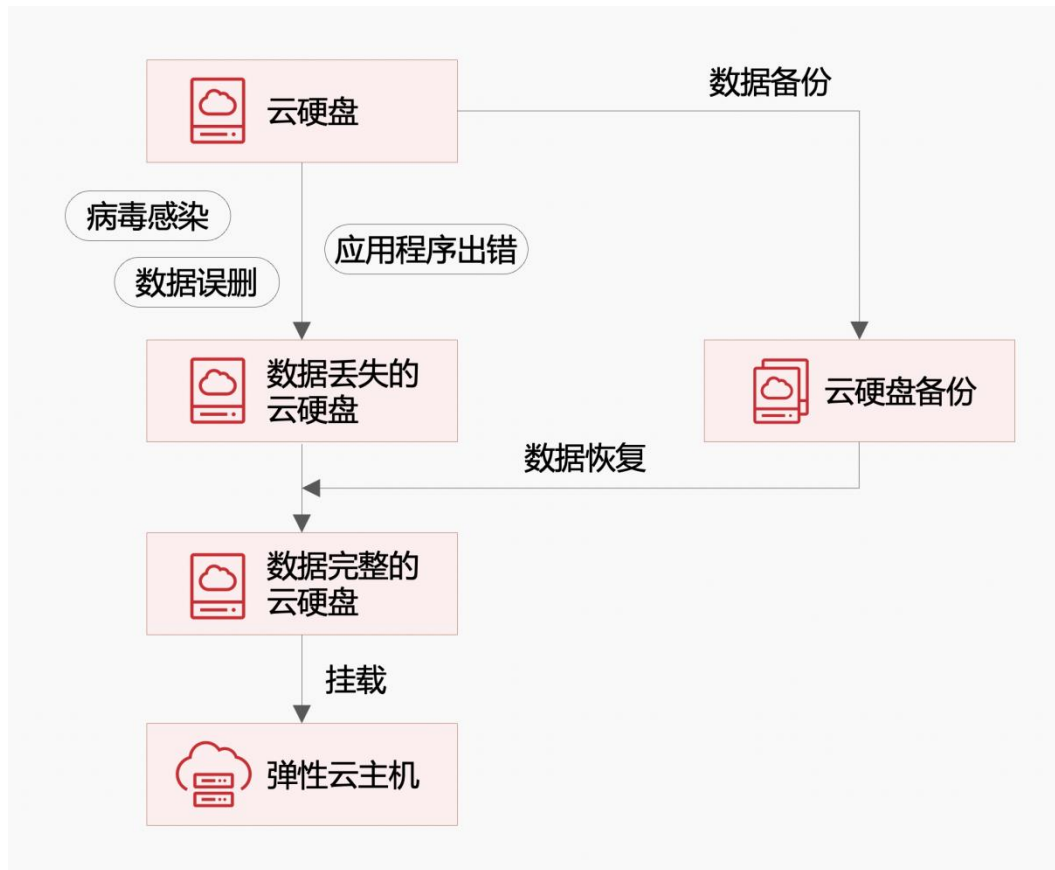 云硬盘
数据备份
病毒感染
应用程序出错
数据误删
数据丢失的
云硬盘
云硬盘备份
数据恢复
数据完整的
云硬盘
挂载
弹性云主机